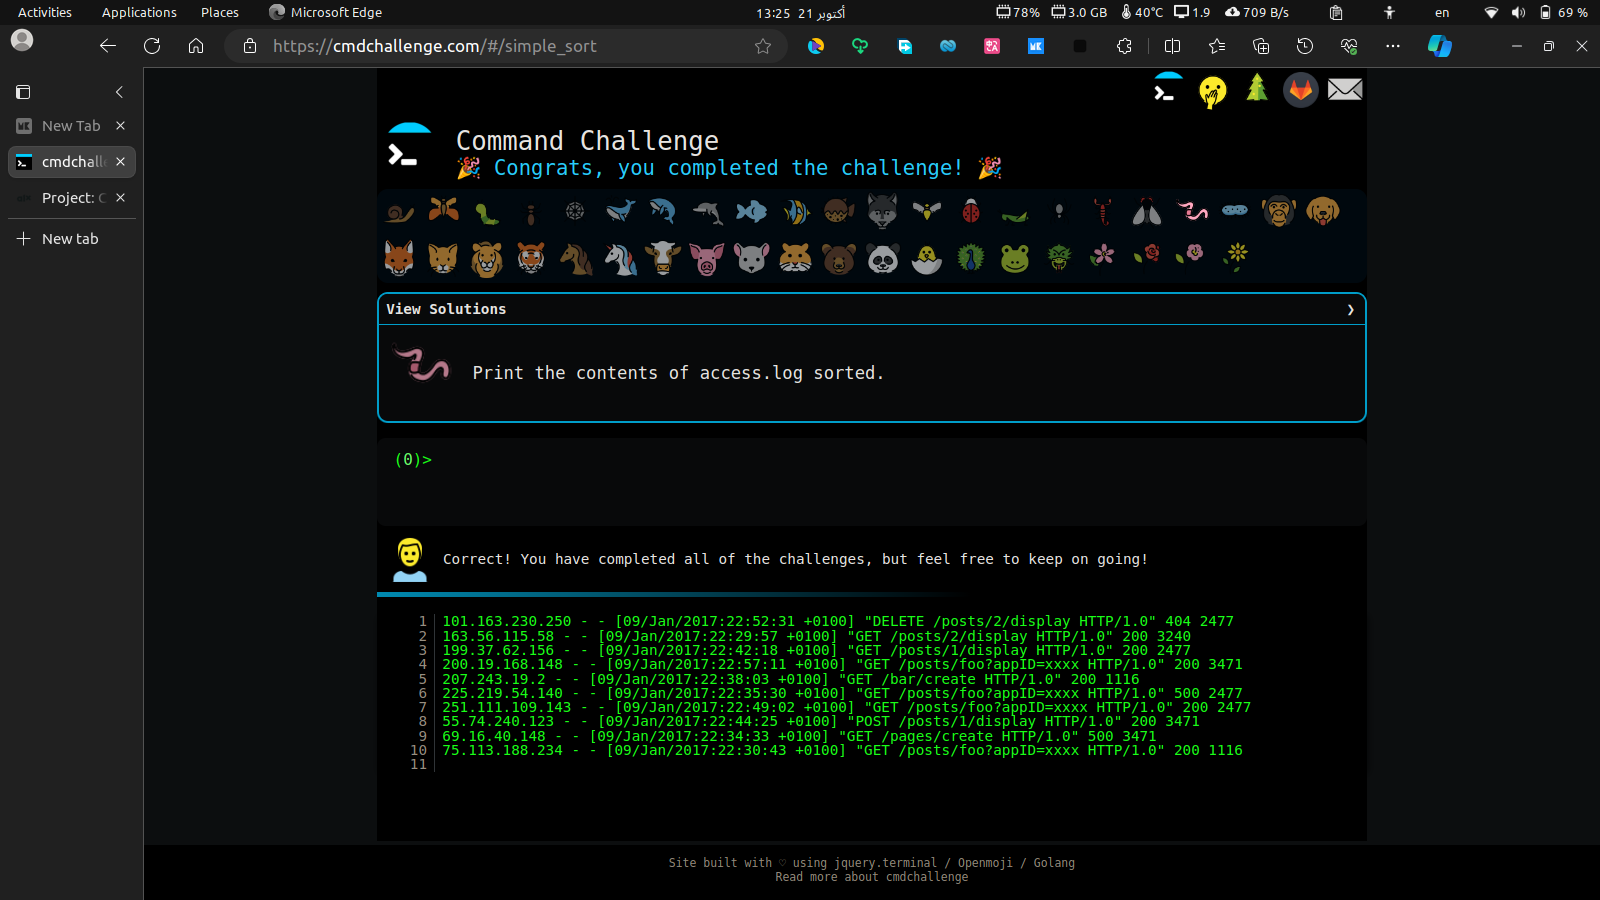 Activities Applications Places Microsoft Edge 13:25 21 أكتوبر 78% 3.0 GB 40°C 1.9 709 B/s en 69 %
https://cmdchallenge.com/#/simple_sort
New Tab
cmdchall
Project: C
New tab
Command Challenge
🎉 Congrats, you completed the challenge! 🎉
View Solutions
Print the contents of access.log sorted.
(0)>
Correct! You have completed all of the challenges, but feel free to keep on going!
1 101.163.230.250 - - [09/Jan/2017:22:52:31 +0100] "DELETE /posts/2/display HTTP/1.0" 404 2477
2 163.56.115.58 - - [09/Jan/2017:22:29:57 +0100] "GET /posts/2/display HTTP/1.0" 200 3240
3 199.37.62.156 - - [09/Jan/2017:22:42:18 +0100] "GET /posts/1/display HTTP/1.0" 200 2477
4 200.19.168.148 - - [09/Jan/2017:22:57:11 +0100] "GET /posts/foo?appID=xxxx HTTP/1.0" 200 3471
5 207.243.19.2 - - [09/Jan/2017:22:38:03 +0100] "GET /bar/create HTTP/1.0" 200 1116
6 225.219.54.140 - - [09/Jan/2017:22:35:30 +0100] "GET /posts/foo?appID=xxxx HTTP/1.0" 500 2477
7 251.111.109.143 - - [09/Jan/2017:22:49:02 +0100] "GET /posts/foo?appID=xxxx HTTP/1.0" 200 2477
8 55.74.240.123 - - [09/Jan/2017:22:44:25 +0100] "POST /posts/1/display HTTP/1.0" 200 3471
9 69.16.40.148 - - [09/Jan/2017:22:34:33 +0100] "GET /pages/create HTTP/1.0" 500 3471
10 75.113.188.234 - - [09/Jan/2017:22:30:43 +0100] "GET /posts/foo?appID=xxxx HTTP/1.0" 200 1116
11
Site built with ♡ using jquery.terminal / Openmoji / Golang
Read more about cmdchallenge